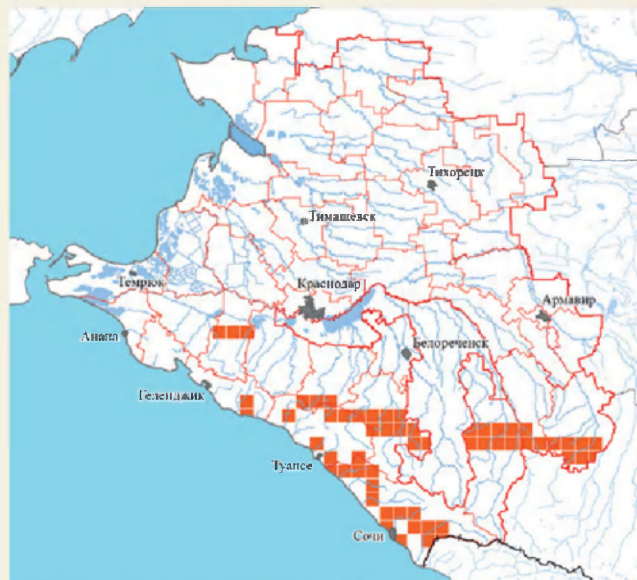 Тихорецк
Тимашевск
Темрюк
Краснодар
Армавир
Анапа
Белореченск
Геленджик
Туапсе
Сочи